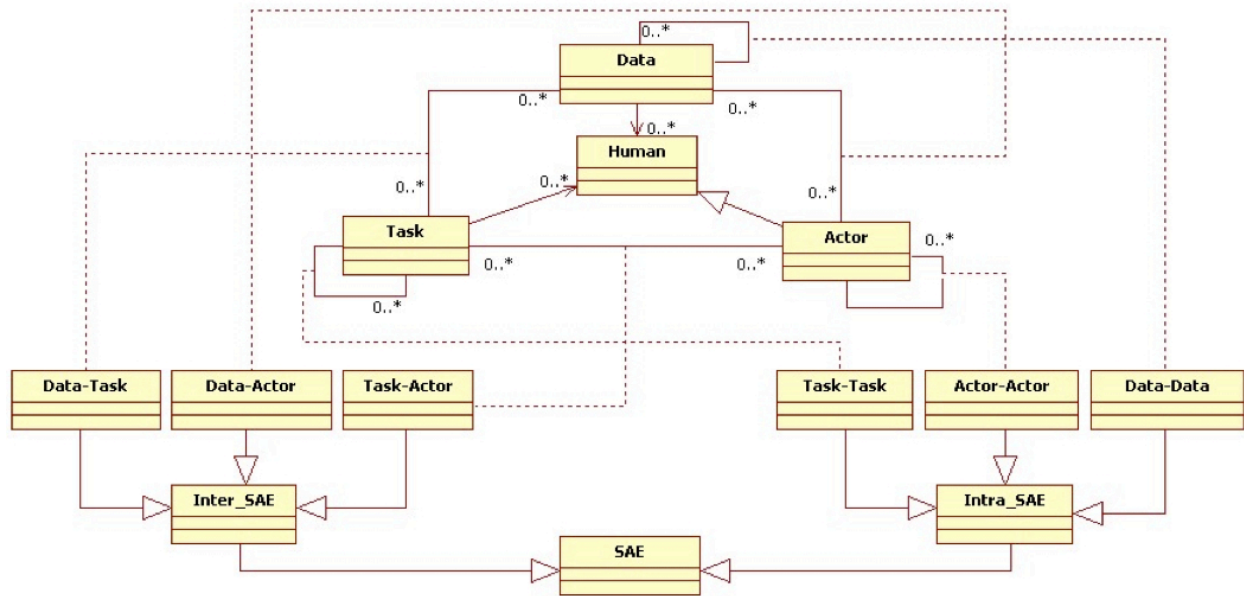 0..*
Data
0..*
0..*
0..*
Human
0..*
0..*
0..*
Task
Actor
0..*
0..*
0..*
0..*
Data-Task
Data-Actor
Task-Actor
Task-Task
Actor-Actor
Data-Data
Inter_SAE
Intra_SAE
SAE